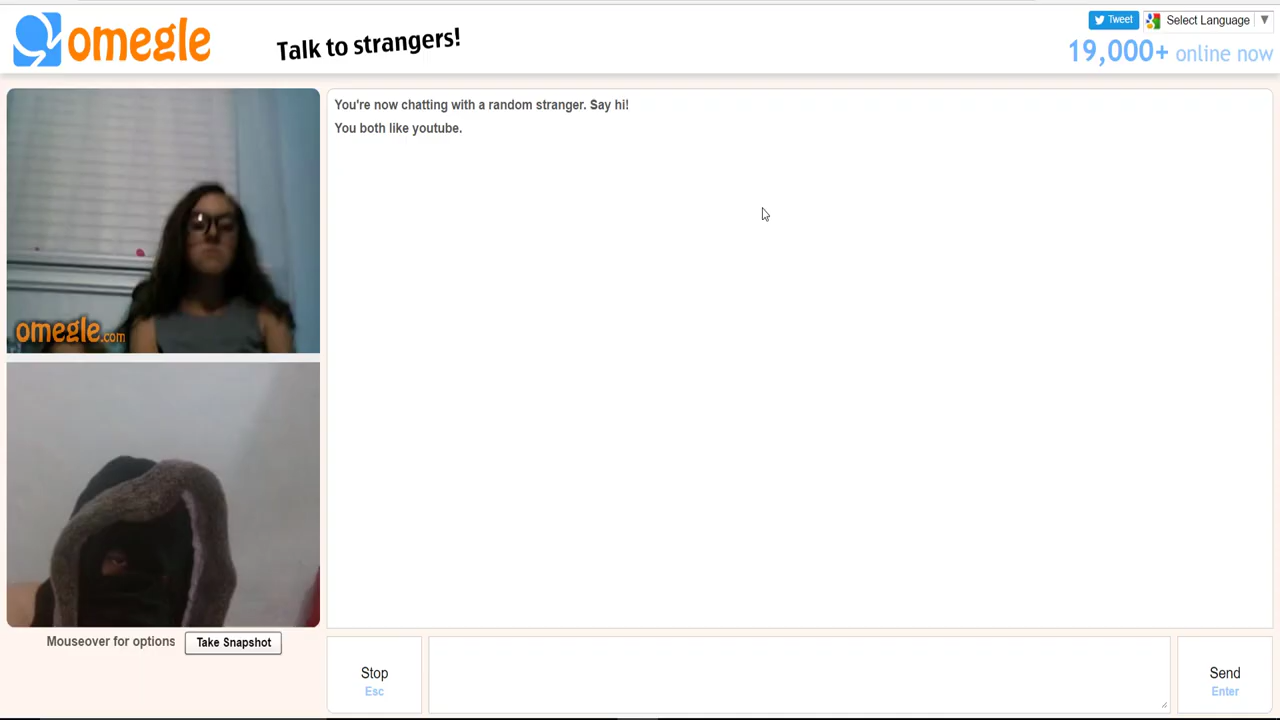 omegle
Talk to strangers!
Tweet
Select Language ▼
19,000+ online now
You're now chatting with a random stranger. Say hi!
You both like youtube.
omegle.com
Mouseover for options
Take Snapshot
Stop
Esc
Send
Enter